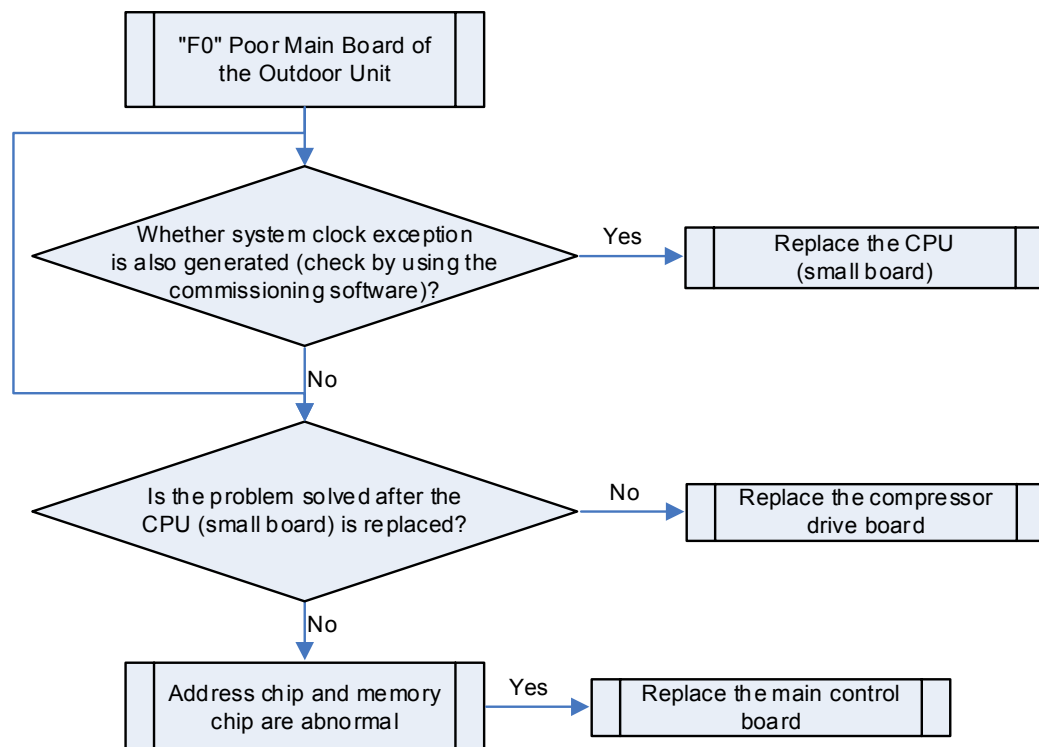 "F0" Poor Main Board of
the Outdoor Unit
Whether system clock exception
is also generated (check by using the
commissioning software)?
Yes
Replace the CPU
(small board)
No
Is the problem solved after the
CPU (small board) is replaced?
No
Replace the compressor
drive board
No
Address chip and memory
chip are abnormal
Yes
Replace the main control
board